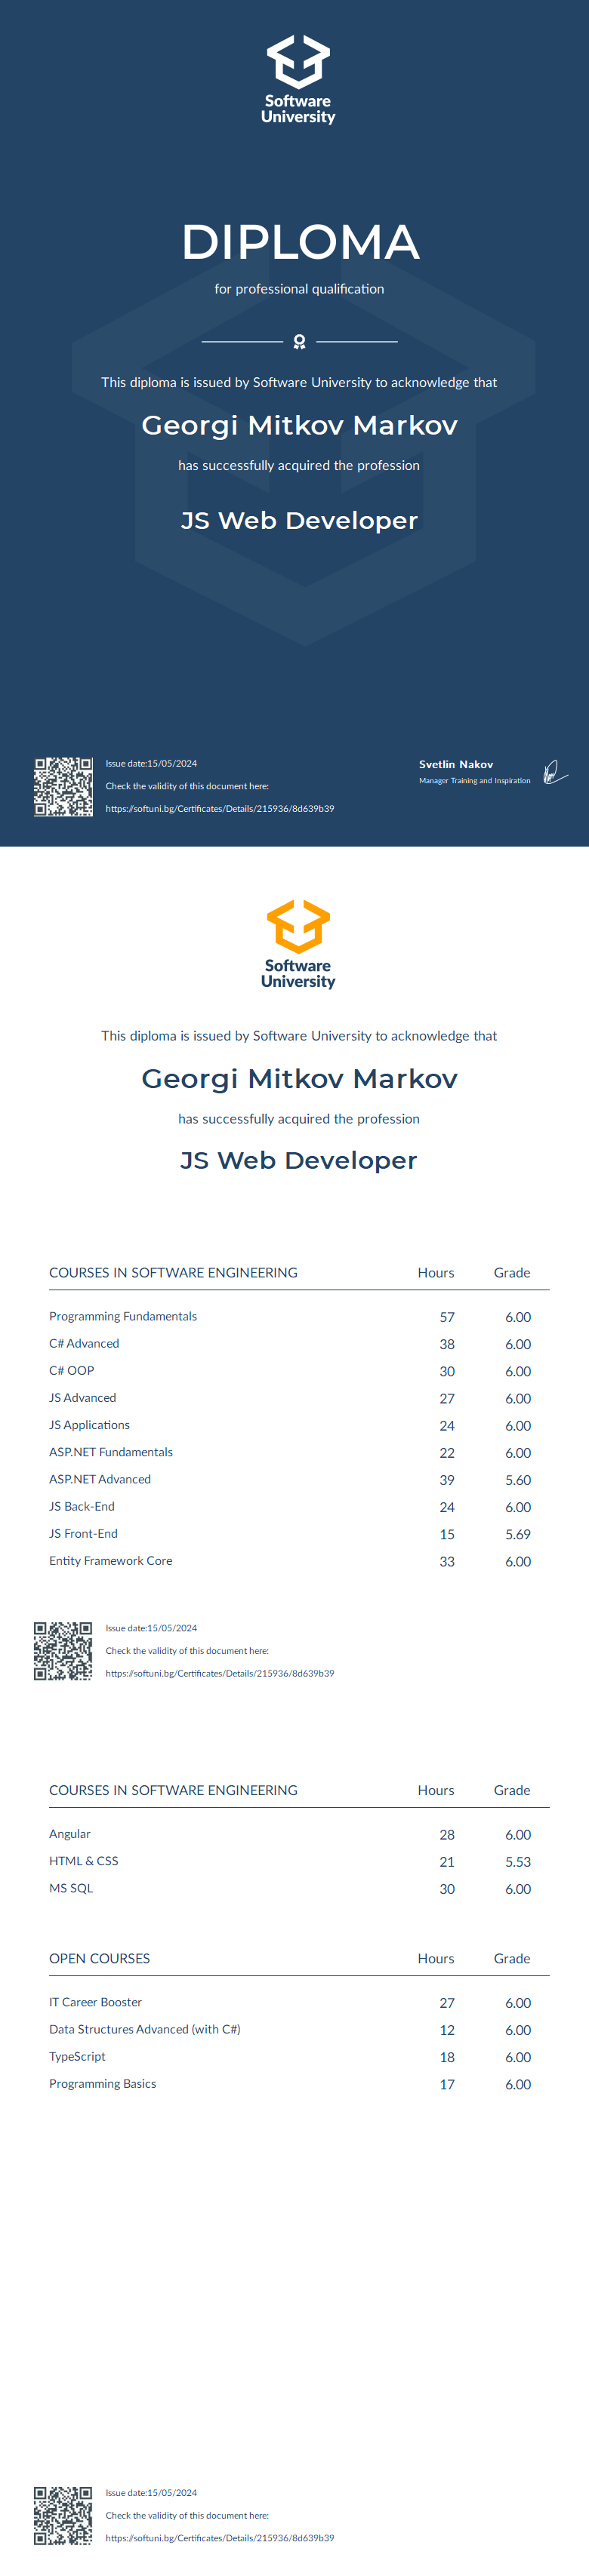 Software
University
DIPLOMA
for professional qualification
This diploma is issued by Software University to acknowledge that
Georgi Mitkov Markov
has successfully acquired the profession
JS Web Developer
Issue date:15/05/2024
Check the validity of this document here:
https://softuni.bg/Certificates/Details/215936/8d639b39
Svetlin Nakov
Manager Training and Inspiration
Software
University
This diploma is issued by Software University to acknowledge that
Georgi Mitkov Markov
has successfully acquired the profession
JS Web Developer
COURSES IN SOFTWARE ENGINEERING Hours Grade
Programming Fundamentals 57 6.00
C# Advanced 38 6.00
C# OOP 30 6.00
JS Advanced 27 6.00
JS Applications 24 6.00
ASP.NET Fundamentals 22 6.00
ASP.NET Advanced 39 5.60
JS Back-End 24 6.00
JS Front-End 15 5.69
Entity Framework Core 33 6.00
Issue date:15/05/2024
Check the validity of this document here:
https://softuni.bg/Certificates/Details/215936/8d639b39
COURSES IN SOFTWARE ENGINEERING Hours Grade
Angular 28 6.00
HTML & CSS 21 5.53
MS SQL 30 6.00
OPEN COURSES Hours Grade
IT Career Booster 27 6.00
Data Structures Advanced (with C#) 12 6.00
TypeScript 18 6.00
Programming Basics 17 6.00
Issue date:15/05/2024
Check the validity of this document here:
https://softuni.bg/Certificates/Details/215936/8d639b39